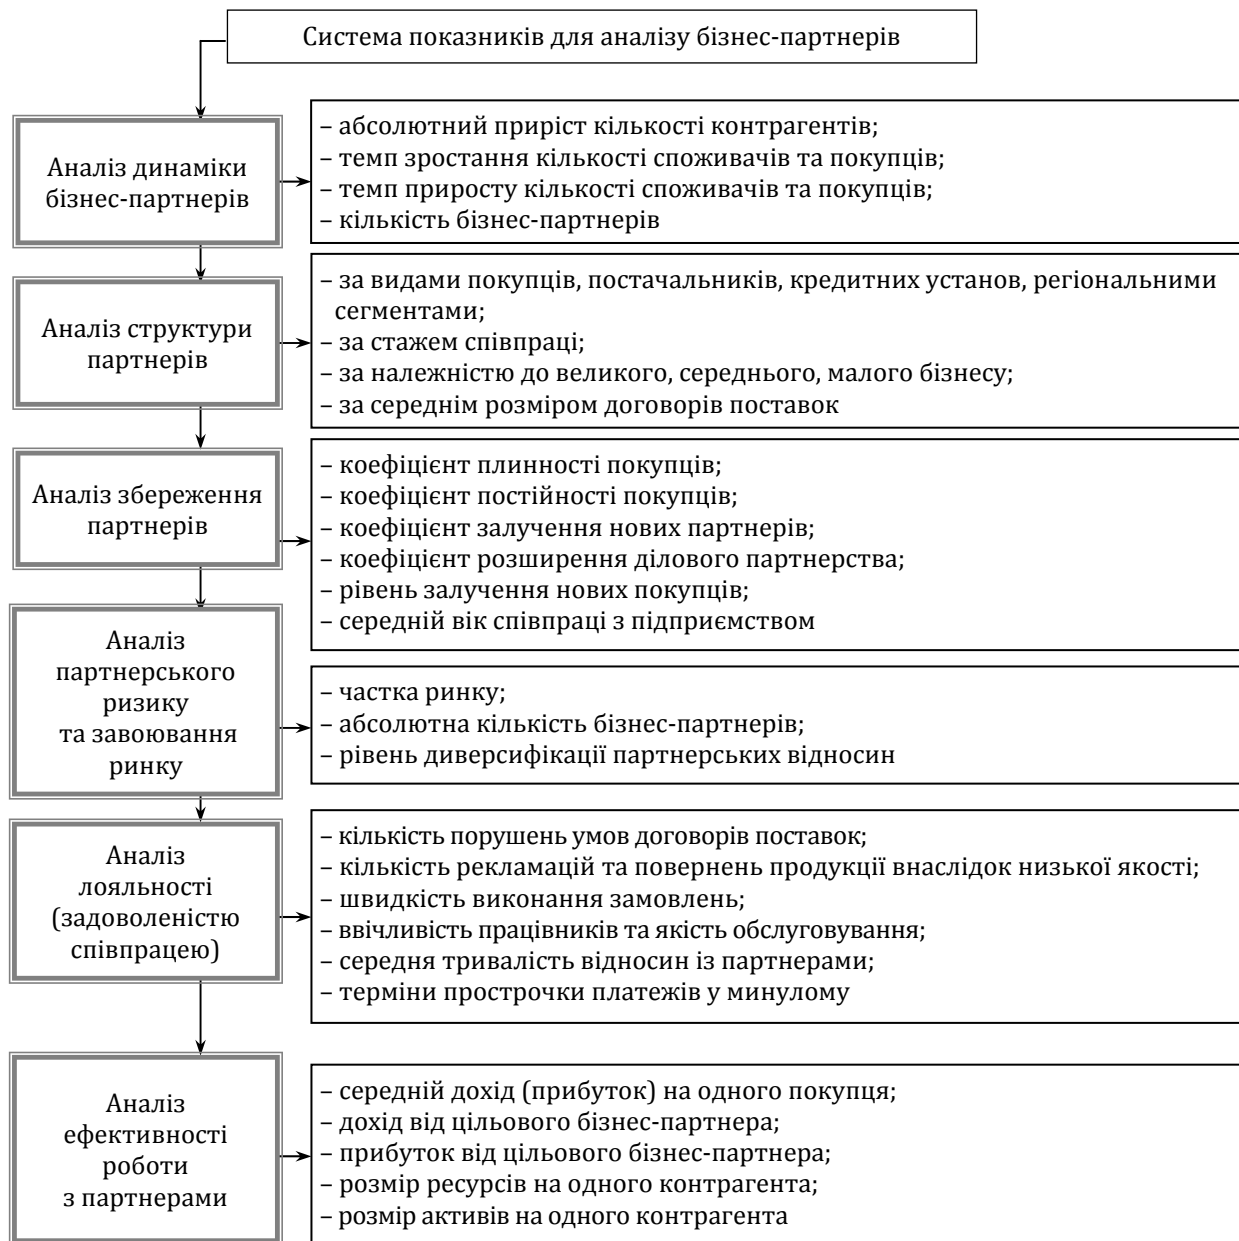 Система показників для аналізу бізнес-партнерів
Аналіз динаміки
бізнес-партнерів
– абсолютний приріст кількості контрагентів;
– темп зростання кількості споживачів та покупців;
– темп приросту кількості споживачів та покупців;
– кількість бізнес-партнерів
Аналіз структури
партнерів
– за видами покупців, постачальників, кредитних установ, регіональними
сегментами;
– за стажем співпраці;
– за належністю до великого, середнього, малого бізнесу;
– за середнім розміром договорів поставок
Аналіз збереження
партнерів
– коефіцієнт плинності покупців;
– коефіцієнт постійності покупців;
– коефіцієнт залучення нових партнерів;
– коефіцієнт розширення ділового партнерства;
– рівень залучення нових покупців;
– середній вік співпраці з підприємством
Аналіз
партнерського
ризику
та завоювання
ринку
– частка ринку;
– абсолютна кількість бізнес-партнерів;
– рівень диверсифікації партнерських відносин
Аналіз
лояльності
(задоволеністю
співпрацею)
– кількість порушень умов договорів поставок;
– кількість рекламацій та повернень продукції внаслідок низької якості;
– швидкість виконання замовлень;
– ввічливість працівників та якість обслуговування;
– середня тривалість відносин із партнерами;
– терміни прострочки платежів у минулому
Аналіз
ефективності
роботи
з партнерами
– середній дохід (прибуток) на одного покупця;
– дохід від цільового бізнес-партнера;
– прибуток від цільового бізнес-партнера;
– розмір ресурсів на одного контрагента;
– розмір активів на одного контрагента